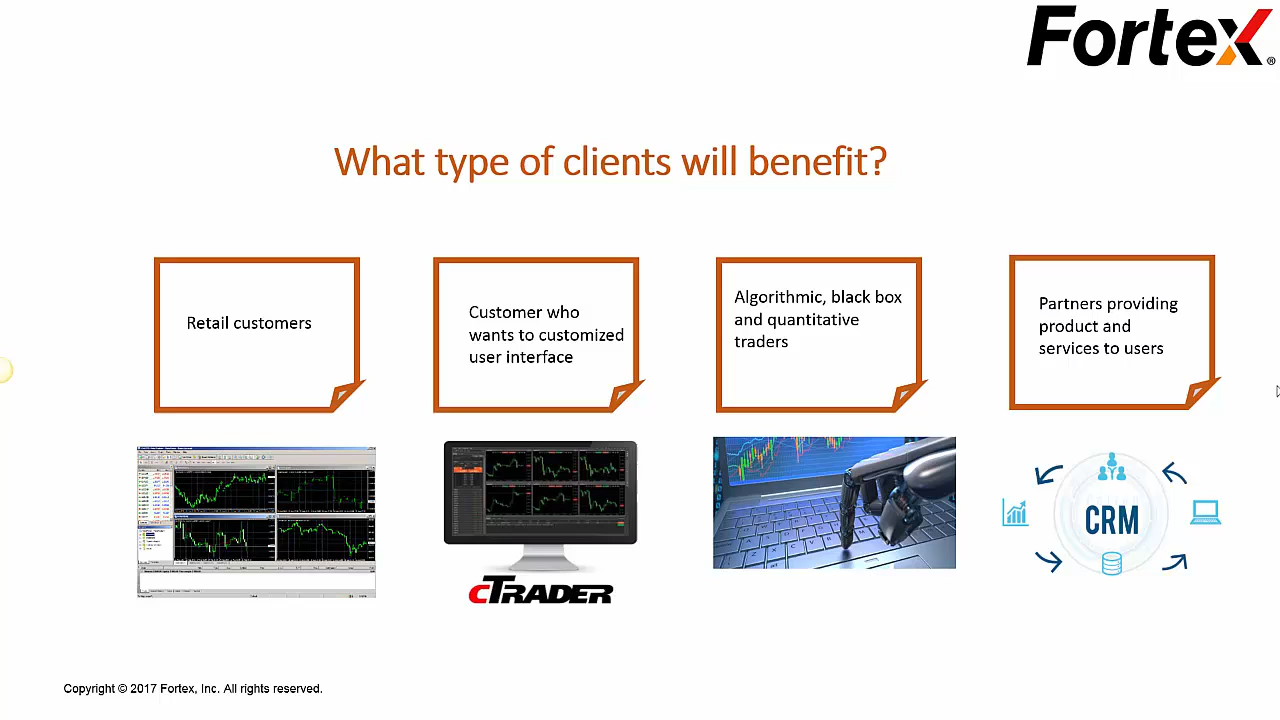 Fortex®
What type of clients will benefit?
Retail customers
Customer who
wants to customized
user interface
Algorithmic, black box
and quantitative
traders
Partners providing
product and
services to users
CRM
cTRADER
Copyright © 2017 Fortex, Inc. All rights reserved.